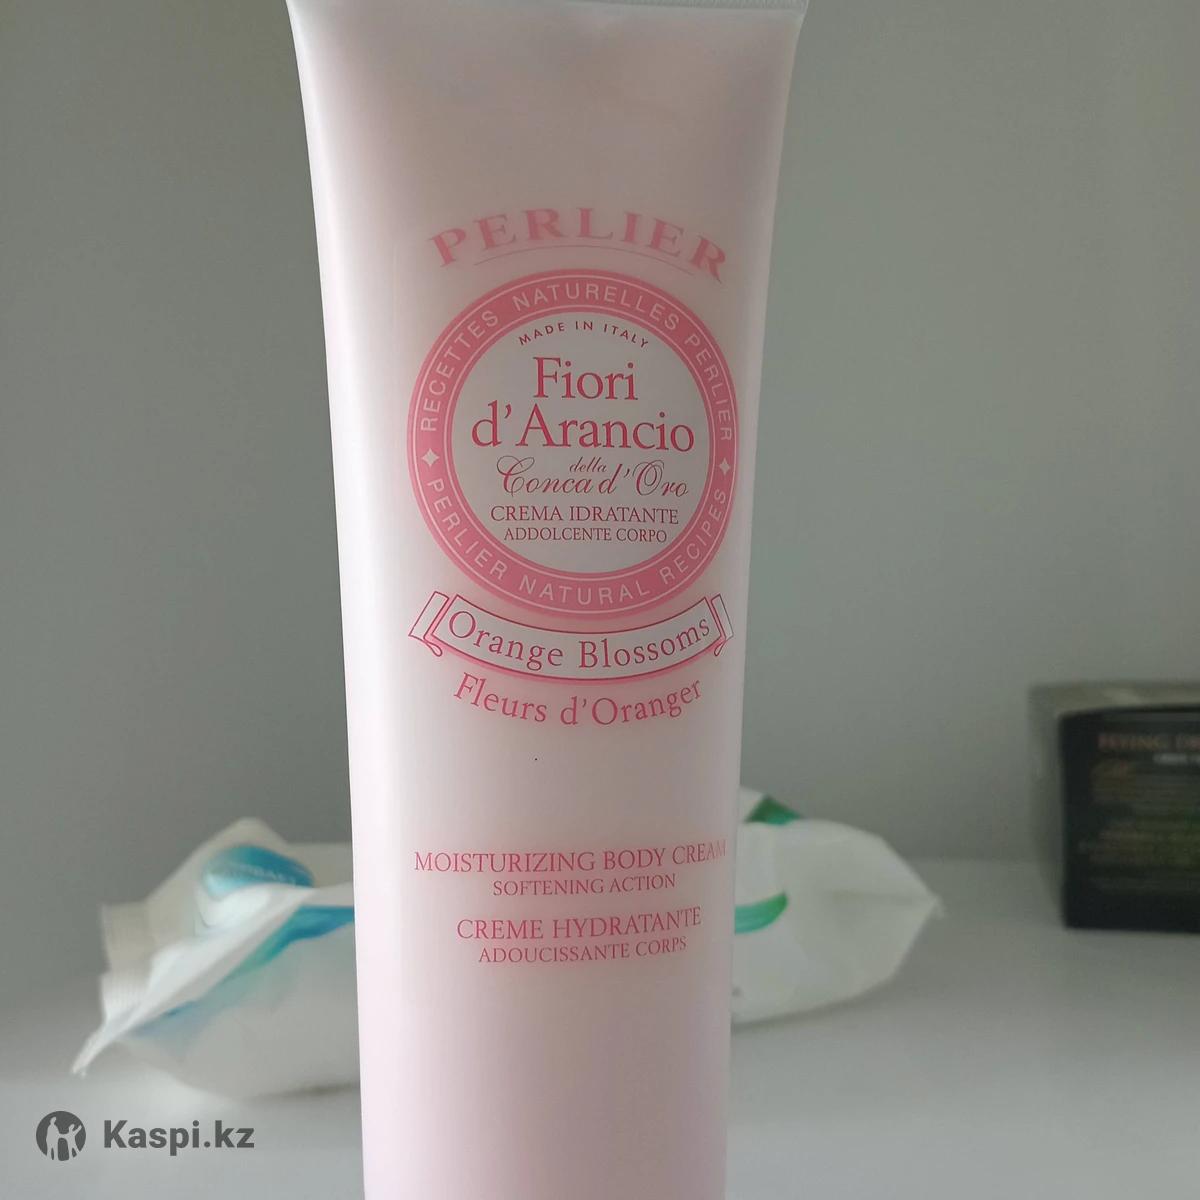 PERLIER
RECETTES NATURELLES PERLIER
MADE IN ITALY
Fiori
d'Arancio
della
Conca d'Oro
CREMA IDRATANTE
ADDOLCENTE CORPO
PERLIER NATURAL RECIPES
Orange Blossoms
Fleurs d'Oranger
MOISTURIZING BODY CREAM
SOFTENING ACTION
CREME HYDRATANTE
ADOUCISSANTE CORPS
Kaspi.kz